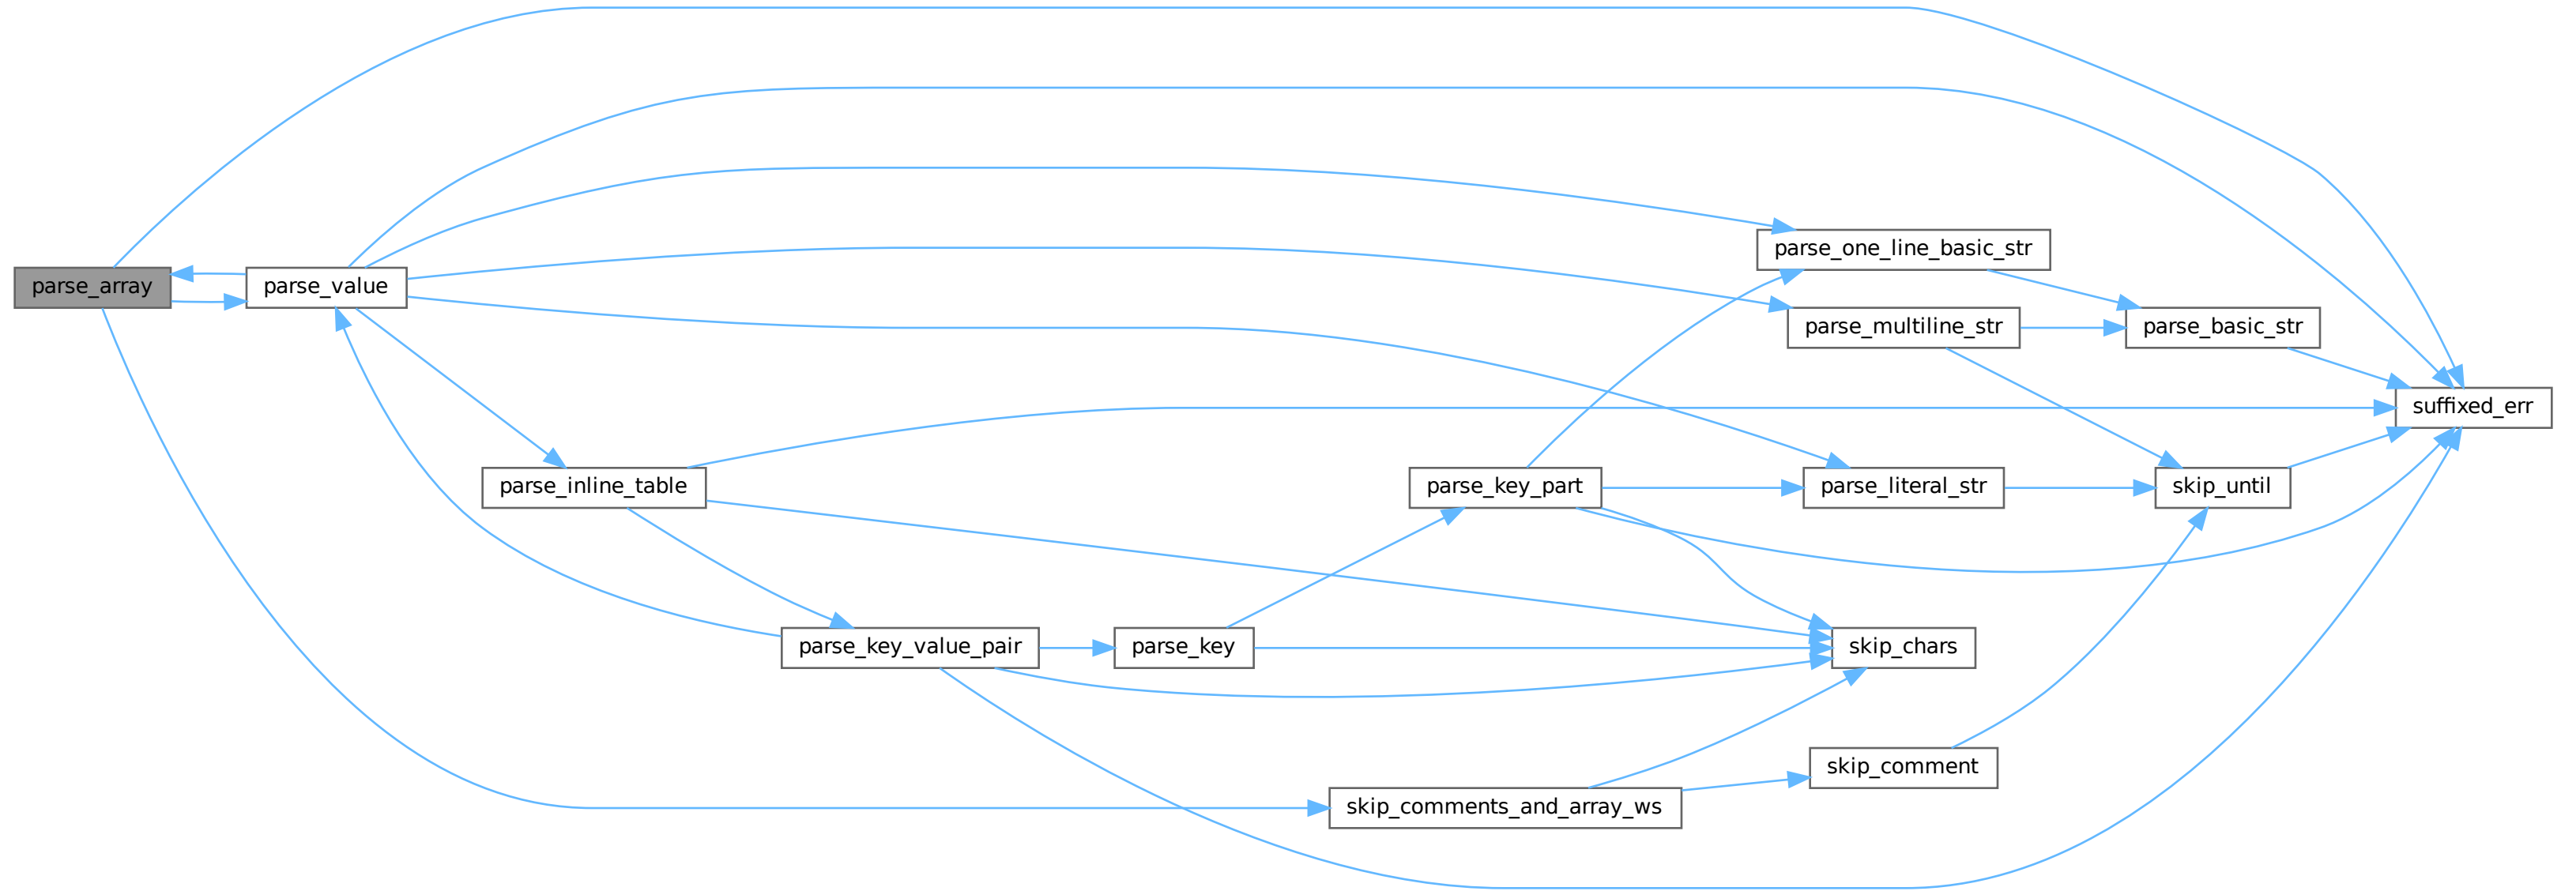 parse_one_line_basic_str
parse_array
parse_value
parse_multiline_str
parse_basic_str
suffixed_err
parse_inline_table
parse_key_part
parse_literal_str
skip_until
parse_key_value_pair
parse_key
skip_chars
skip_comment
skip_comments_and_array_ws